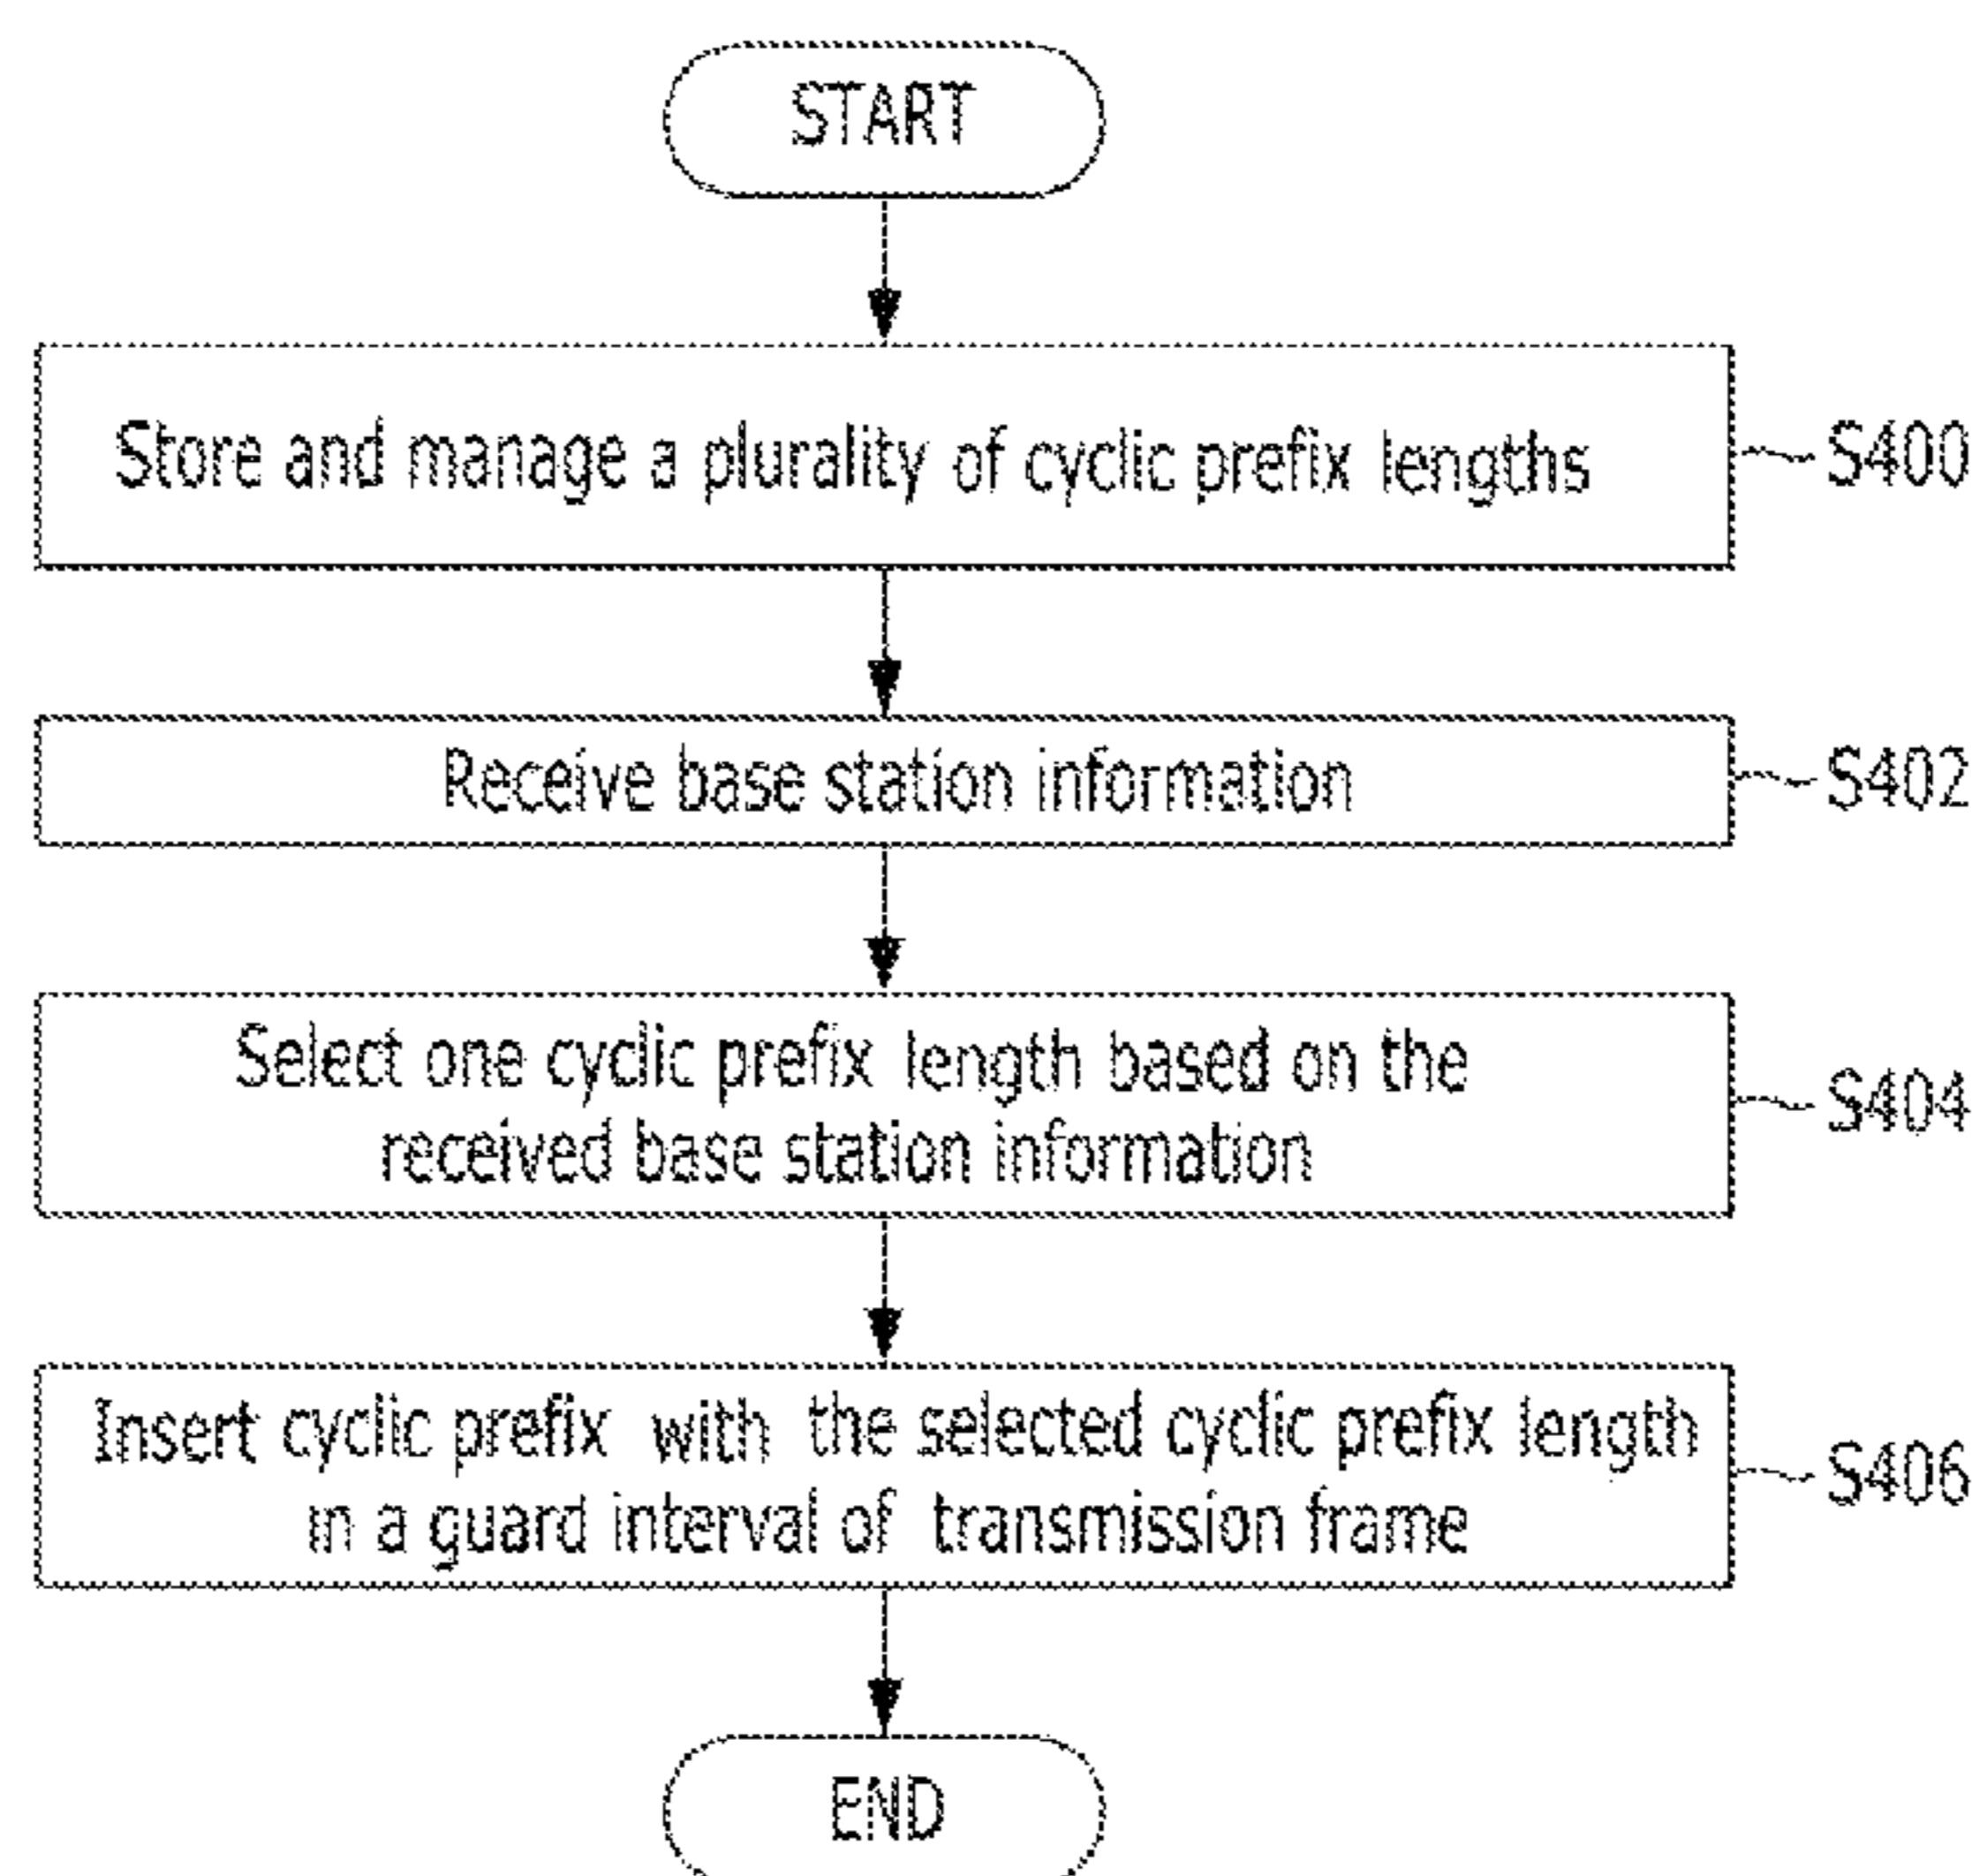 START
Store and manage a plurality of cyclic prefix lengths
S400
Receive base station information
S402
Select one cyclic prefix length based on the
received base station information
S404
Insert cyclic prefix with the selected cyclic prefix length
in a guard interval of transmission frame
S406
END